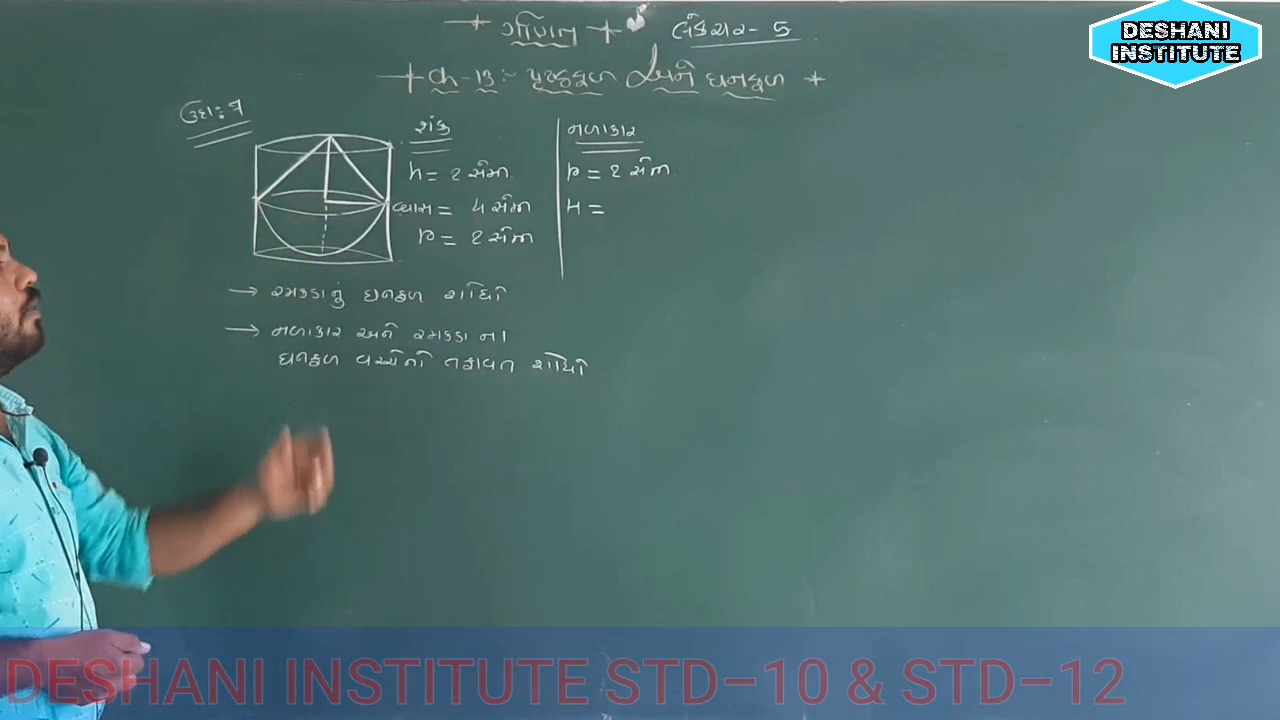 ગણિત લેક્ચર - 5
Ch - 13 :- પૃષ્ઠફળ અને ઘનફળ
ઉદા: 7
શંકુ
h = 2 સેમી.
વ્યાસ = 4 સેમી
r = 2 સેમી
નળાકાર
r = 2 સેમી.
H =
→ રમકડાનું ઘનફળ શોધો
→ નળાકાર અને રમકડા ના
ઘનફળ વચ્ચેનો તફાવત શોધો
DESHANI
INSTITUTE
DESHANI INSTITUTE STD-10 & STD-12